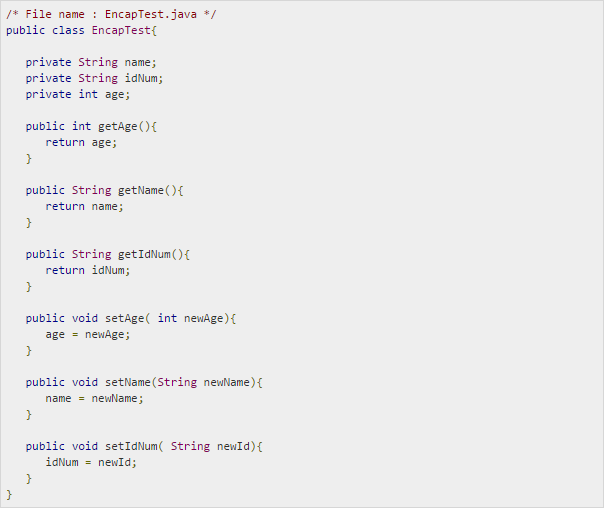 /* File name : EncapTest.java */
public class EncapTest{
private String name;
private String idNum;
private int age;
public int getAge(){
return age;
}
public String getName(){
return name;
}
public String getIdNum(){
return idNum;
}
public void setAge( int newAge){
age = newAge;
}
public void setName(String newName){
name = newName;
}
public void setIdNum( String newId){
idNum = newId;
}
}